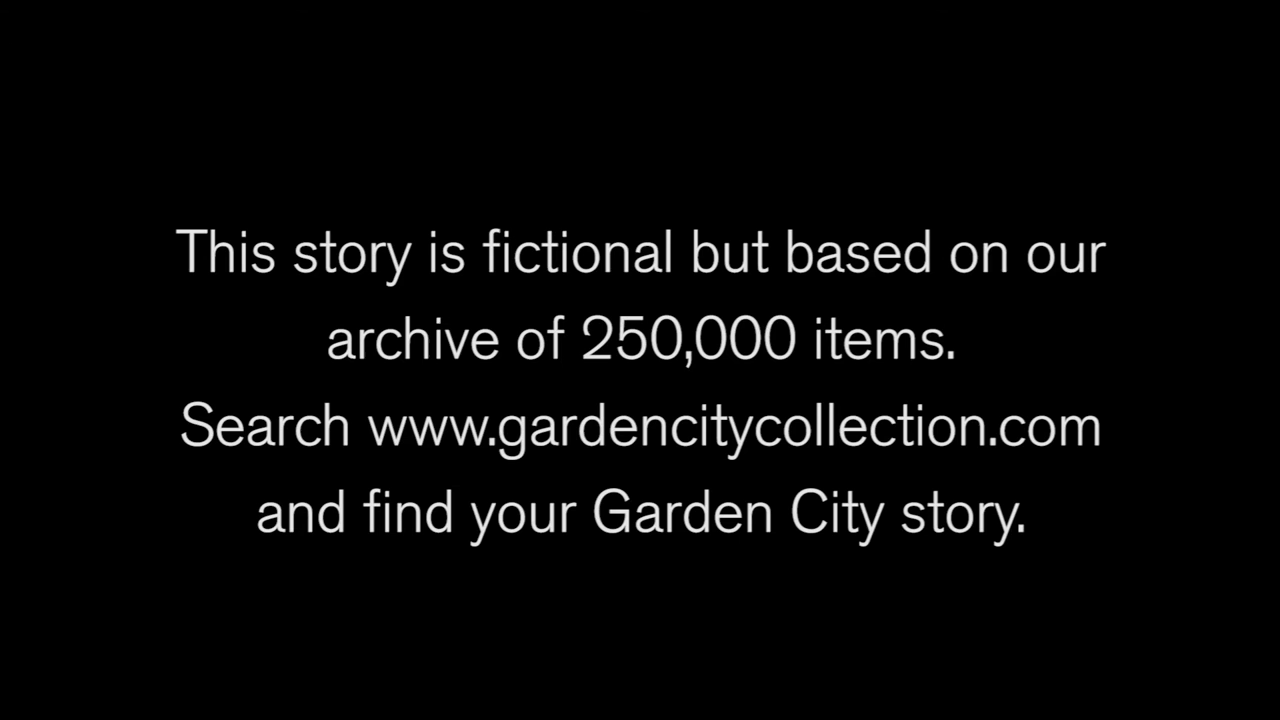 This story is fictional but based on our
archive of 250,000 items.
Search www.gardencitycollection.com
and find your Garden City story.